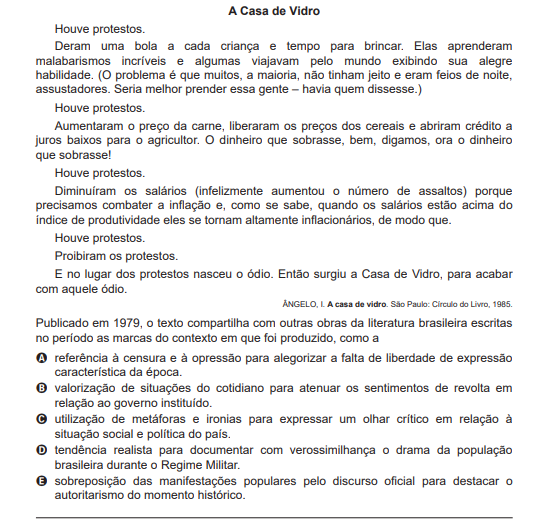 A Casa de Vidro
Houve protestos.
Deram uma bola a cada criança e tempo para brincar. Elas aprenderam
malabarismos incríveis e algumas viajavam pelo mundo exibindo sua alegre
habilidade. (O problema é que muitos, a maioria, não tinham jeito e eram feios de noite,
assustadores. Seria melhor prender essa gente – havia quem dissesse.)
Houve protestos.
Aumentaram o preço da carne, liberaram os preços dos cereais e abriram crédito a
juros baixos para o agricultor. O dinheiro que sobrasse, bem, digamos, ora o dinheiro
que sobrasse!
Houve protestos.
Diminuíram os salários (infelizmente aumentou o número de assaltos) porque
precisamos combater a inflação e, como se sabe, quando os salários estão acima do
índice de produtividade eles se tornam altamente inflacionários, de modo que.
Houve protestos.
Proibiram os protestos.
E no lugar dos protestos nasceu o ódio. Então surgiu a Casa de Vidro, para acabar
com aquele ódio.
ÂNGELO, I. A casa de vidro. São Paulo: Círculo do Livro, 1985.
Publicado em 1979, o texto compartilha com outras obras da literatura brasileira escritas
no período as marcas do contexto em que foi produzido, como a
A referência à censura e à opressão para alegorizar a falta de liberdade de expressão
característica da época.
B valorização de situações do cotidiano para atenuar os sentimentos de revolta em
relação ao governo instituído.
C utilização de metáforas e ironias para expressar um olhar crítico em relação à
situação social e política do país.
D tendência realista para documentar com verossimilhança o drama da população
brasileira durante o Regime Militar.
E sobreposição das manifestações populares pelo discurso oficial para destacar o
autoritarismo do momento histórico.